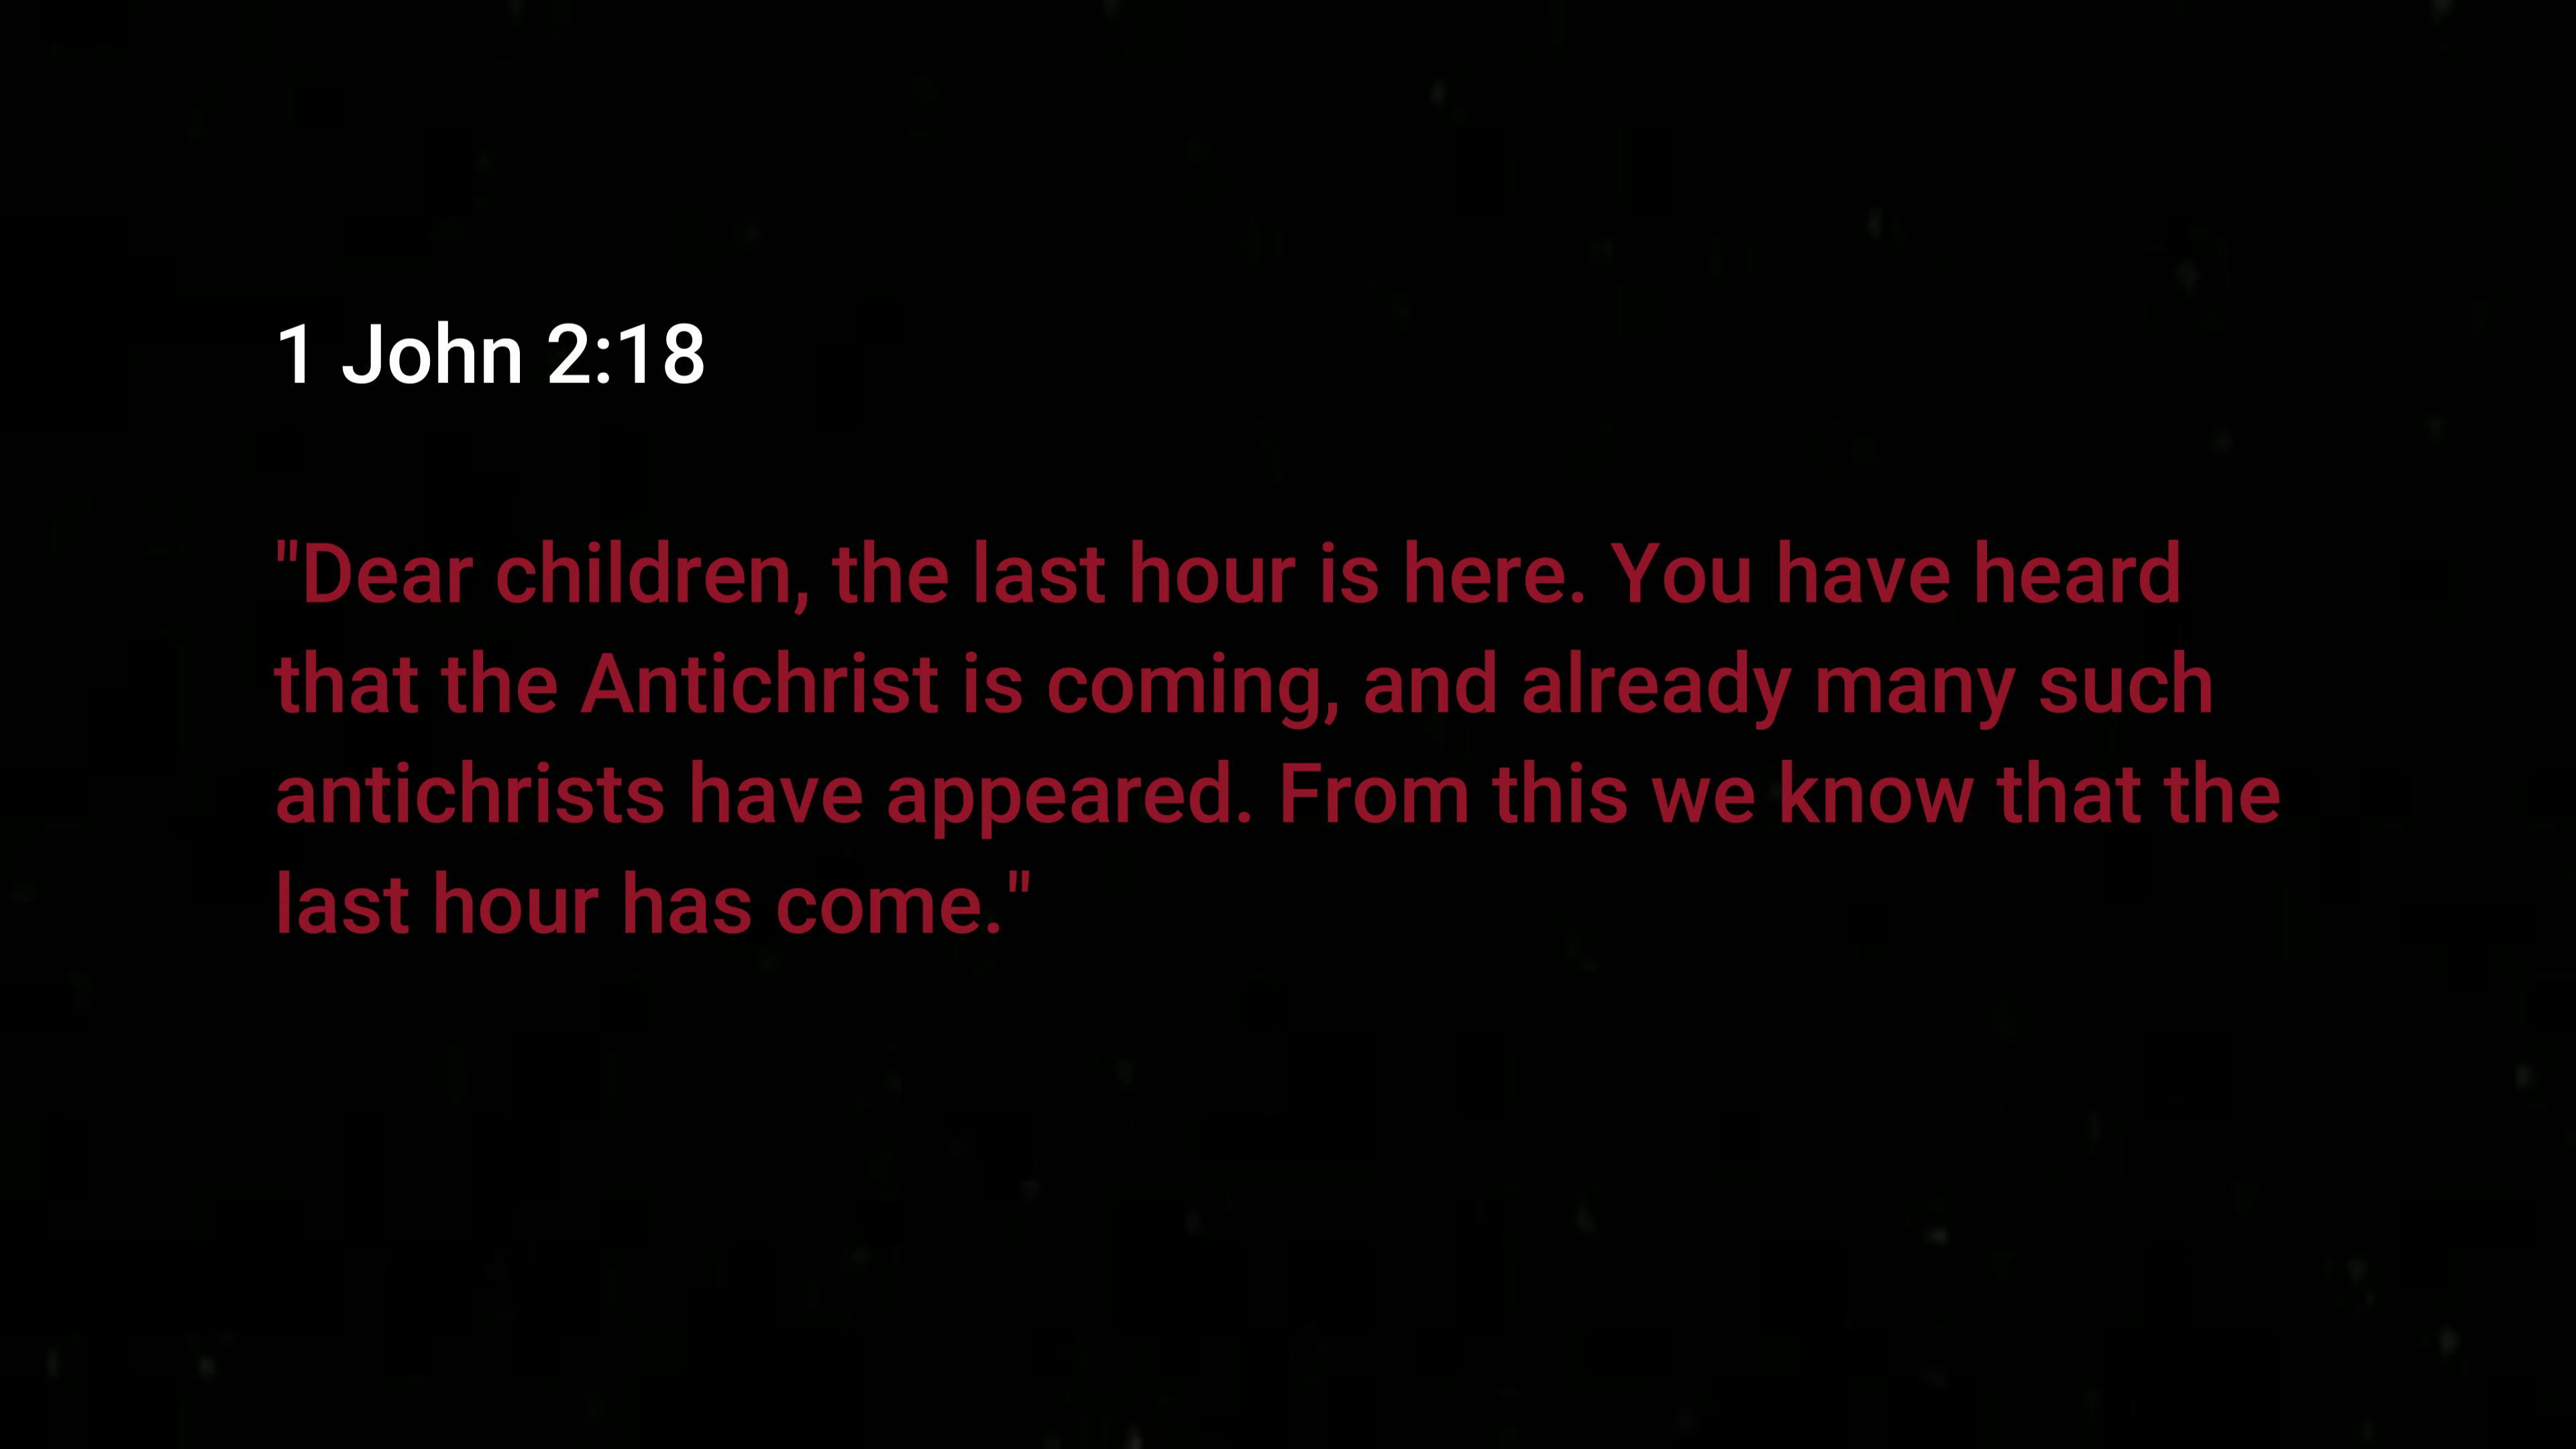 1 John 2:18
"Dear children, the last hour is here. You have heard
that the Antichrist is coming, and already many such
antichrists have appeared. From this we know that the
last hour has come."